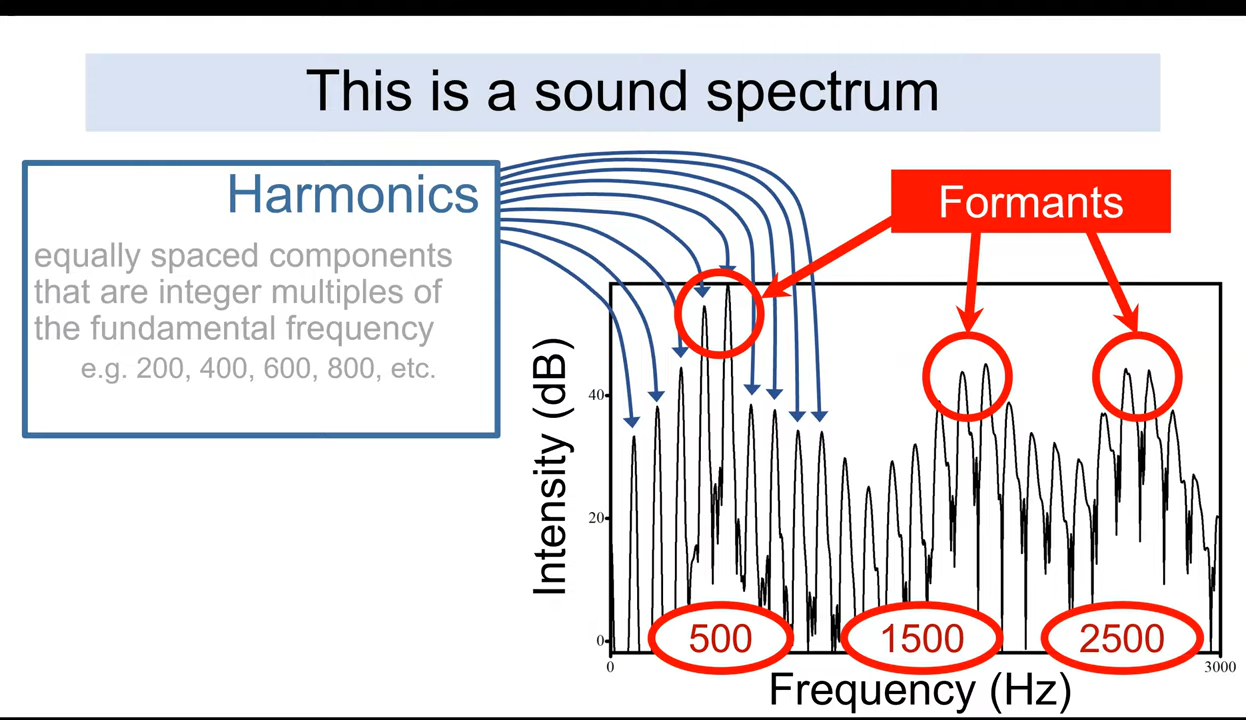 This is a sound spectrum
Harmonics
equally spaced components
that are integer multiples of
the fundamental frequency
e.g. 200, 400, 600, 800, etc.
Formants
Intensity (dB)
40
20
0
500
1500
2500
0
3000
Frequency (Hz)